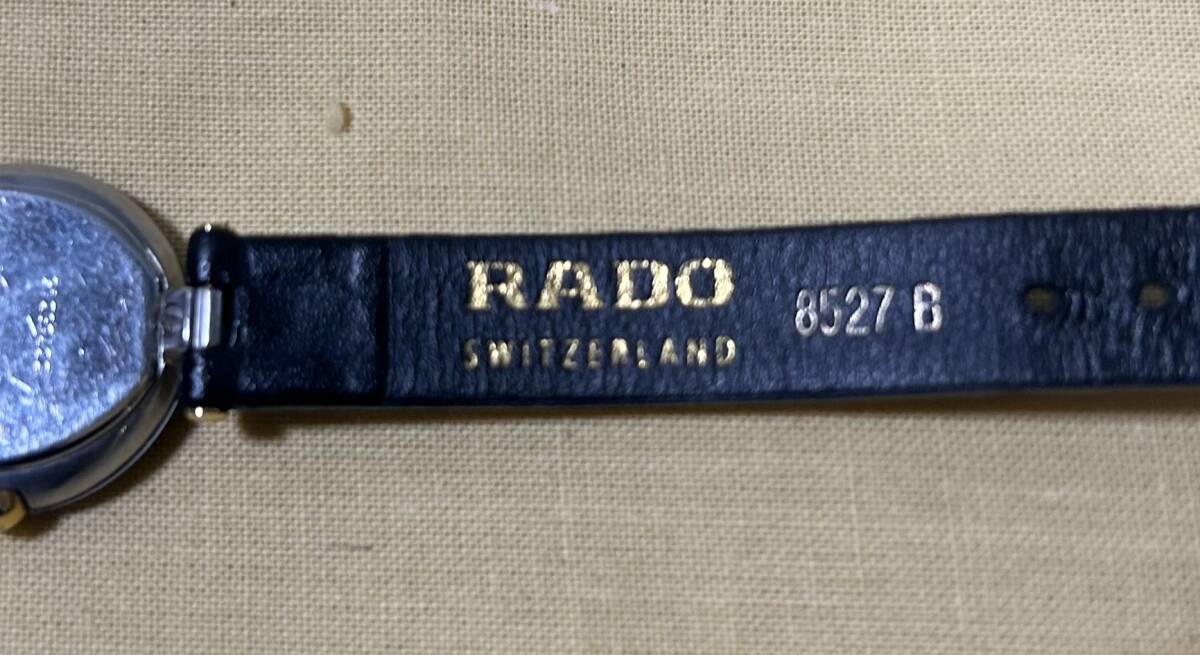 RADO
SWITZERLAND
8527 B